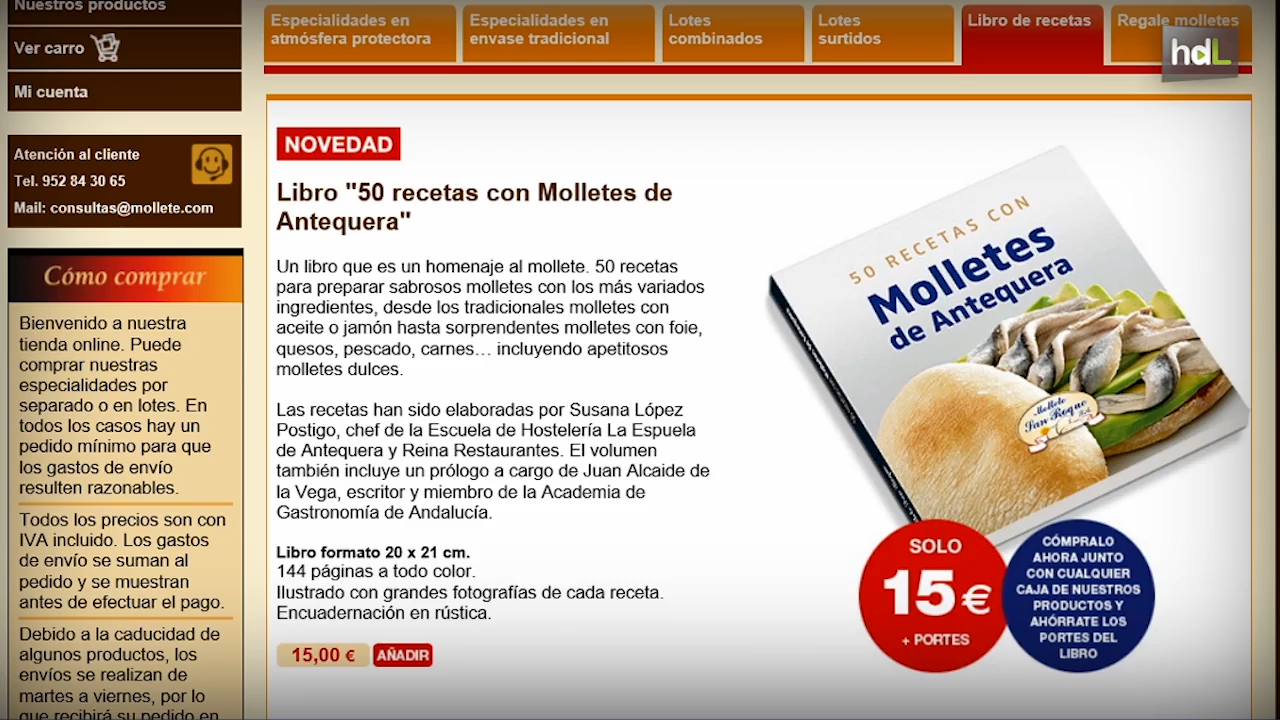 Nuestros productos
Ver carro
Mi cuenta
Atención al cliente
Tel. 952 84 30 65
Mail: consultas@mollete.com
Cómo comprar
Bienvenido a nuestra
tienda online. Puede
comprar nuestras
especialidades por
separado o en lotes. En
todos los casos hay un
pedido mínimo para que
los gastos de envío
resulten razonables.
Todos los precios son con
IVA incluido. Los gastos
de envío se suman al
pedido y se muestran
antes de efectuar el pago.
Debido a la caducidad de
algunos productos, los
envíos se realizan de
martes a viernes, por lo
que recibirá su pedido en
Especialidades en
atmósfera protectora
Especialidades en
envase tradicional
Lotes
combinados
Lotes
surtidos
Libro de recetas
Regale molletes
hdL
NOVEDAD
Libro "50 recetas con Molletes de
Antequera"
Un libro que es un homenaje al mollete. 50 recetas
para preparar sabrosos molletes con los más variados
ingredientes, desde los tradicionales molletes con
aceite o jamón hasta sorprendentes molletes con foie,
quesos, pescado, carnes… incluyendo apetitosos
molletes dulces.
Las recetas han sido elaboradas por Susana López
Postigo, chef de la Escuela de Hostelería La Espuela
de Antequera y Reina Restaurantes. El volumen
también incluye un prólogo a cargo de Juan Alcaide de
la Vega, escritor y miembro de la Academia de
Gastronomía de Andalucía.
Libro formato 20 x 21 cm.
144 páginas a todo color.
Ilustrado con grandes fotografías de cada receta.
Encuadernación en rústica.
15,00 €
AÑADIR
50 RECETAS CON
Molletes
de Antequera
Mollete
San Roque
SOLO
15€
+ PORTES
CÓMPRALO
AHORA JUNTO
CON CUALQUIER
CAJA DE NUESTROS
PRODUCTOS Y
AHÓRRATE LOS
PORTES DEL
LIBRO